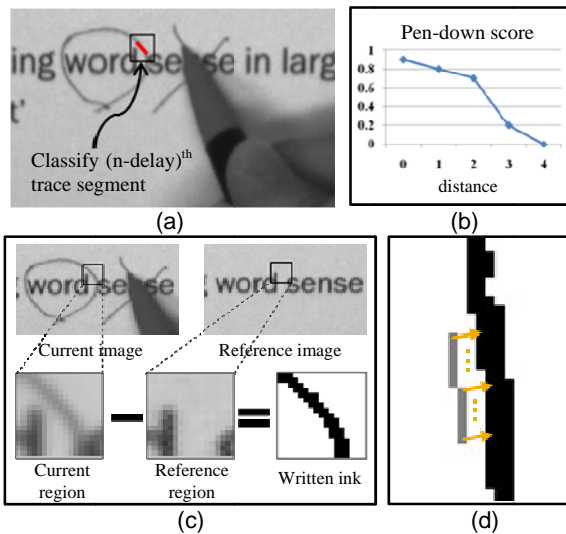 ing word sense in larg
t'
Classify (n-delay)th
trace segment
(a)
Pen-down score
1
0.8
0.6
0.4
0.2
0
0 1 2 3 4
distance
(b)
word sense
word sense
Current image
Reference image
Current
region
Reference
region
Written ink
(c)
(d)